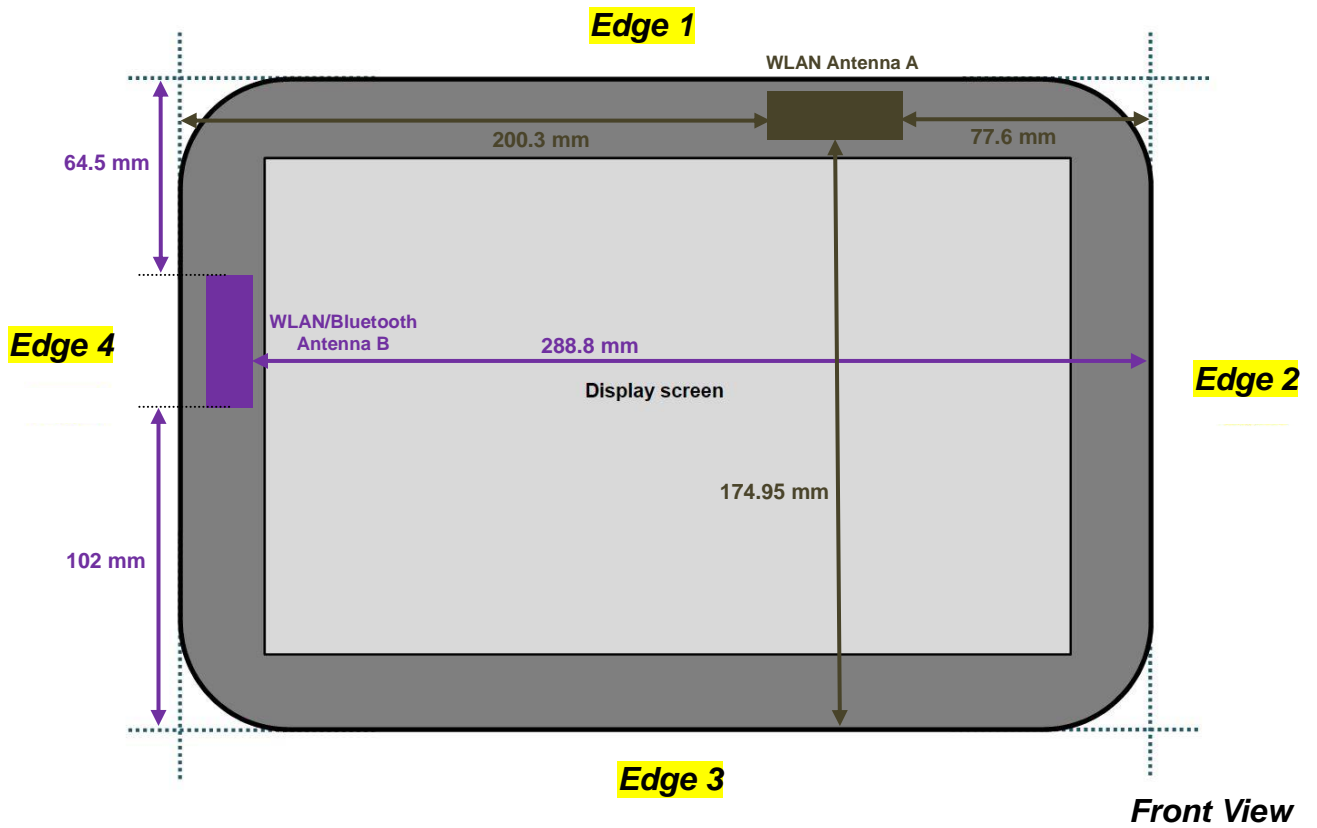 Edge 1
WLAN Antenna A
200.3 mm
77.6 mm
64.5 mm
WLAN/Bluetooth
Antenna B
288.8 mm
Edge 4
Display screen
Edge 2
174.95 mm
102 mm
Edge 3
Front View